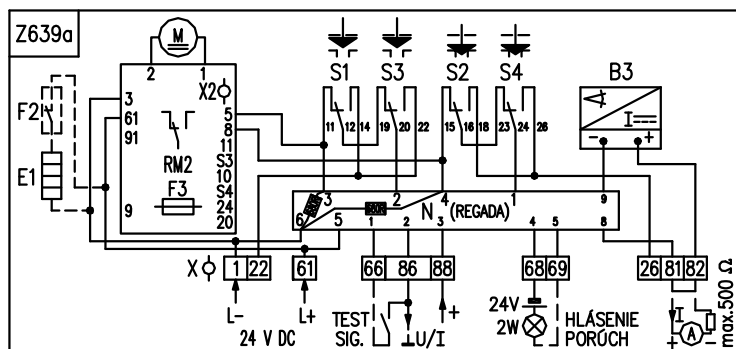 Z639a
M
2 1
S1 S3 S2 S4 B3
F2
E1
3
61
91
9
X2
5
8
11
S3
10
S4
24
20
RM2
F3
11 12 14 19 20 22 15 16 18 23 24 26
I
- +
3 2 4 1 9
6 5 1 2 3 N (REGADA) 4 5 8
X 1 22 61 66 86 88 68 69 26 81 82
L- L+
24 V DC
TEST
SIG.
U/I
+
24V
2W
HLÁSENIE
PORÚCH
I
+ A -
max.500 Ω